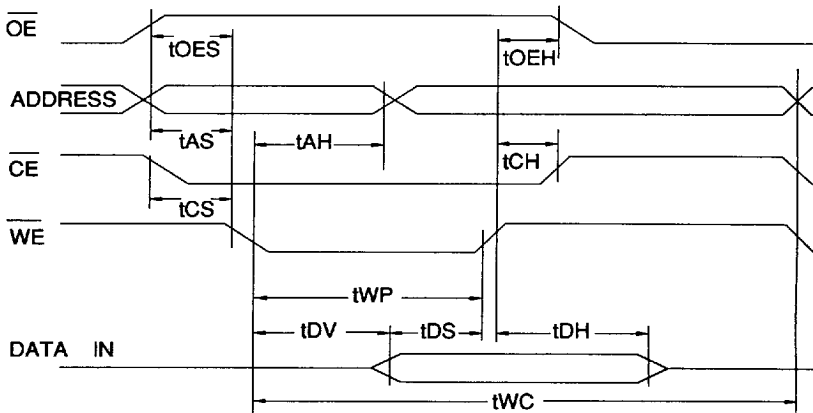 OE
tOES
tOEH
ADDRESS
tAS
tAH
tCH
CE
tCS
WE
tWP
tDV
tDS
tDH
DATA IN
tWC